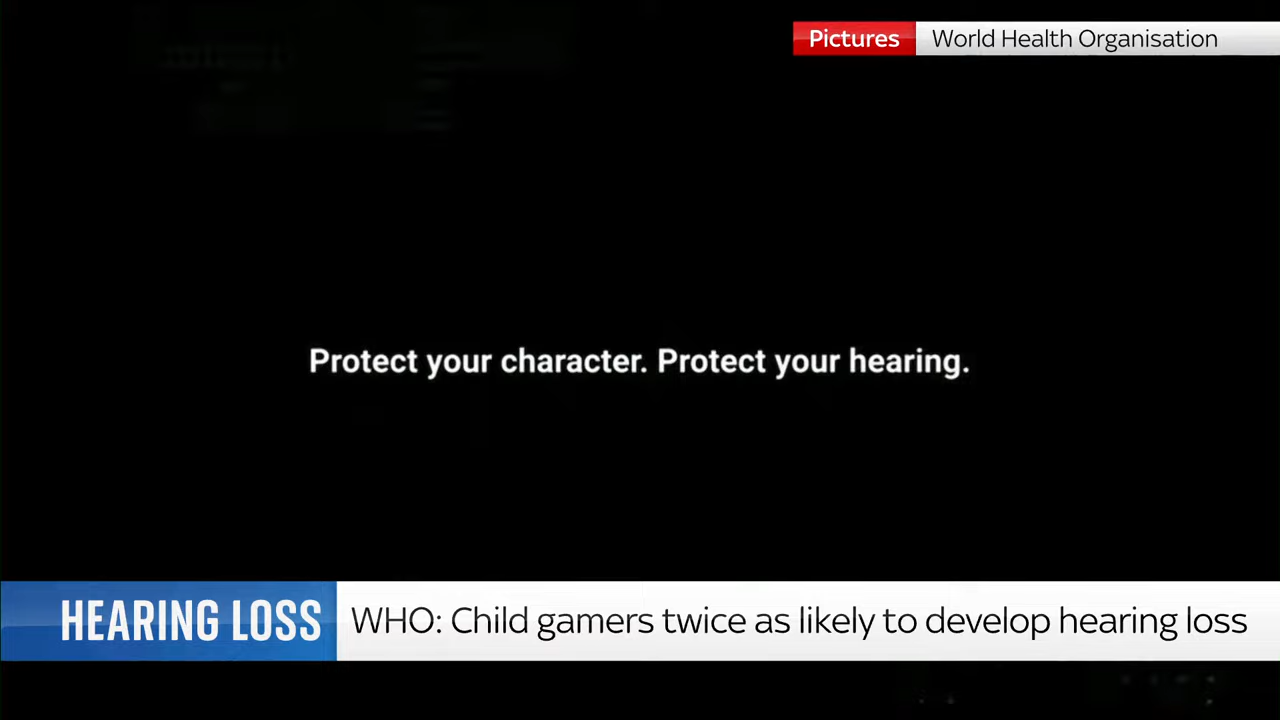 Pictures World Health Organisation
Protect your character. Protect your hearing.
HEARING LOSS WHO: Child gamers twice as likely to develop hearing loss